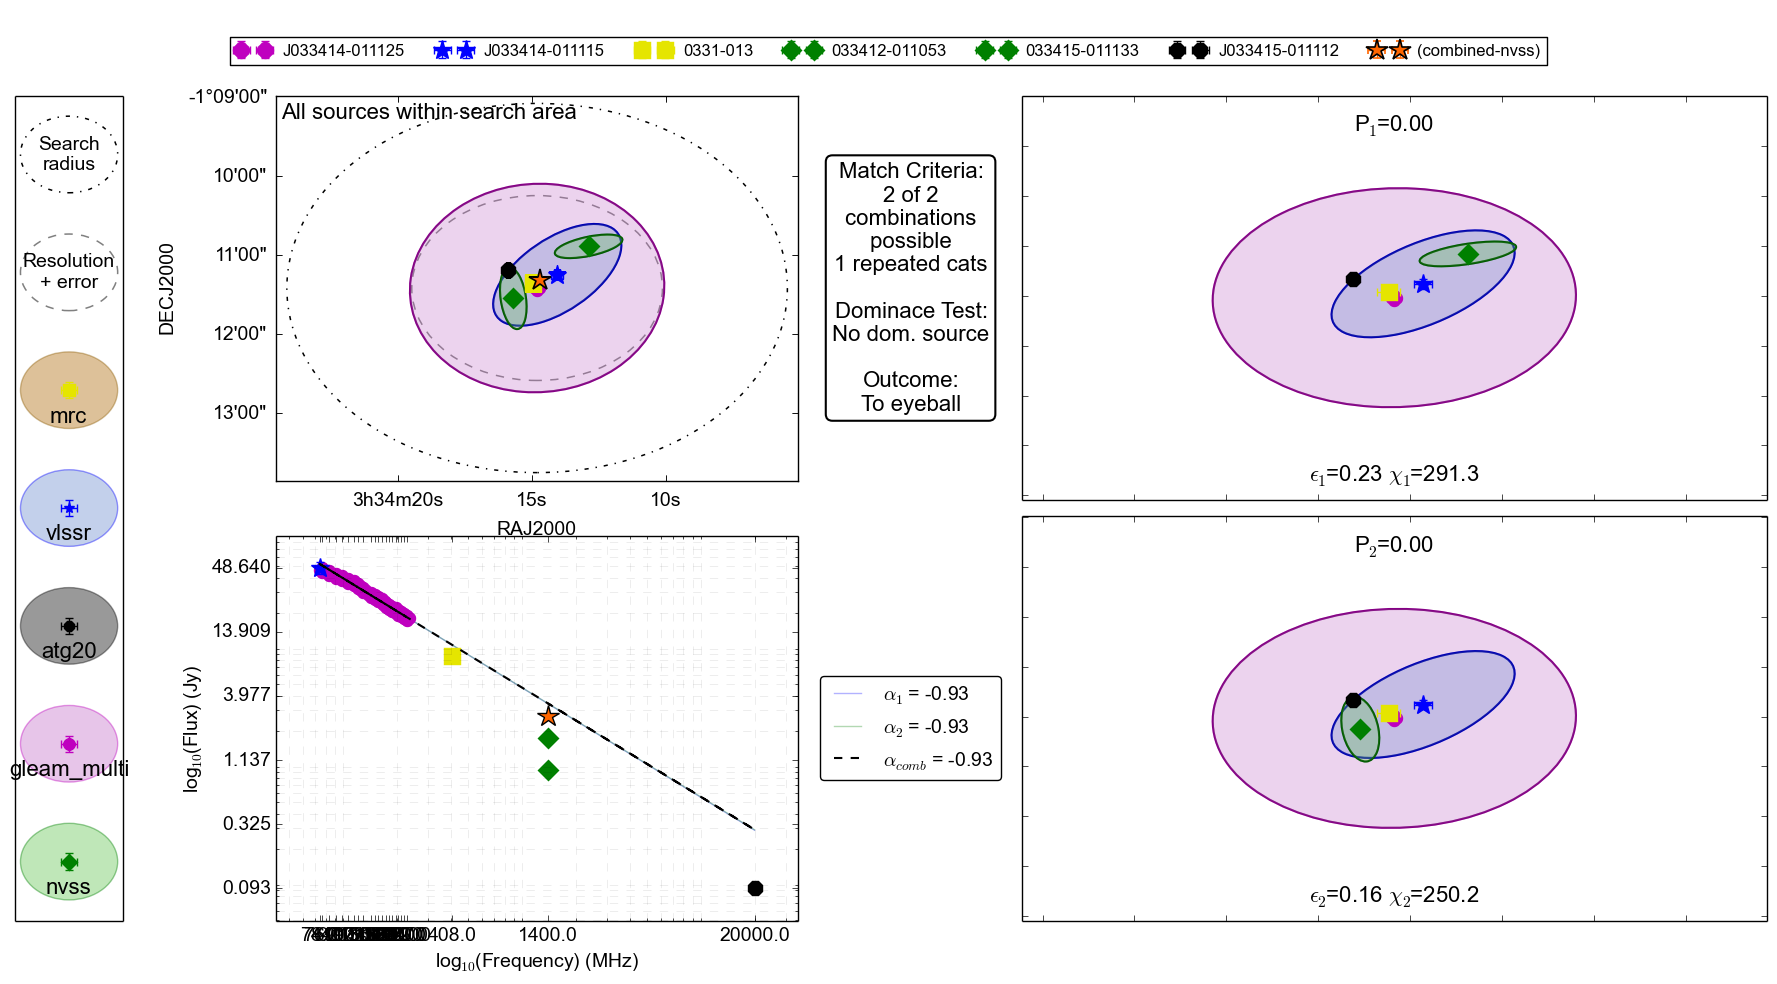 J033414-011125 J033414-011115 0331-013 033412-011053 033415-011133 J033415-011112 (combined-nvss)
Search
radius
Resolution
+ error
mrc
vlssr
atg20
gleam_multi
nvss
All sources within search area
-1°09'00"
10'00"
11'00"
12'00"
13'00"
DECJ2000
3h34m20s 15s 10s
RAJ2000
Match Criteria:
2 of 2
combinations
possible
1 repeated cats
Dominace Test:
No dom. source
Outcome:
To eyeball
P₁=0.00
ϵ₁=0.23 χ₁=291.3
P₂=0.00
ϵ₂=0.16 χ₂=250.2
48.640
13.909
3.977
1.137
0.325
0.093
log₁₀(Flux) (Jy)
408.0 1400.0 20000.0
log₁₀(Frequency) (MHz)
α₁ = -0.93
α₂ = -0.93
α_comb = -0.93